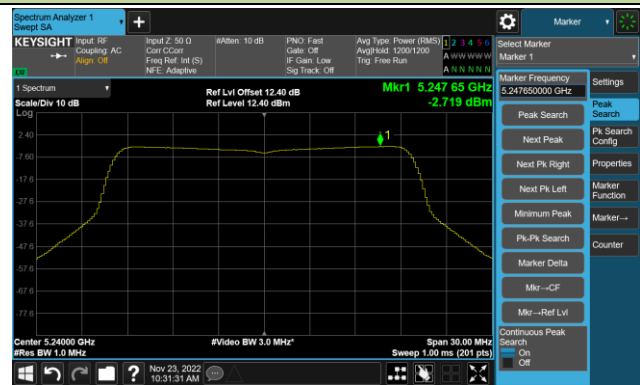 Spectrum Analyzer 1
Swept SA
Marker
KEYSIGHT
Input: RF
Coupling: AC
Align: Off
Input Z: 50 Ω
Corr CCorr
Freq Ref: Int (S)
NFE: Adaptive
#Atten: 10 dB
PNO: Fast
Gate: Off
IF Gain: Low
Sig Track: Off
Avg Type: Power (RMS)
Avg|Hold: 1200/1200
Trig: Free Run
1 2 3 4 5 6
A W W W W W
A N N N N N
Select Marker
Marker 1
1 Spectrum
Scale/Div 10 dB
Log
Ref Lvl Offset 12.40 dB
Ref Level 12.40 dBm
Mkr1 5.247 65 GHz
-2.719 dBm
2.40
-7.60
-17.6
-27.6
-37.6
-47.6
-57.6
-67.6
-77.6
1
Center 5.24000 GHz
#Res BW 1.0 MHz
#Video BW 3.0 MHz*
Span 30.00 MHz
Sweep 1.00 ms (201 pts)
Marker Frequency
5.247650000 GHz
Peak Search
Next Peak
Next Pk Right
Next Pk Left
Minimum Peak
Pk-Pk Search
Marker Delta
Mkr→CF
Mkr→Ref Lvl
Continuous Peak
Search
On
Off
Settings
Peak
Search
Pk Search
Config
Properties
Marker
Function
Marker→
Counter
?
Nov 23, 2022
10:31:31 AM